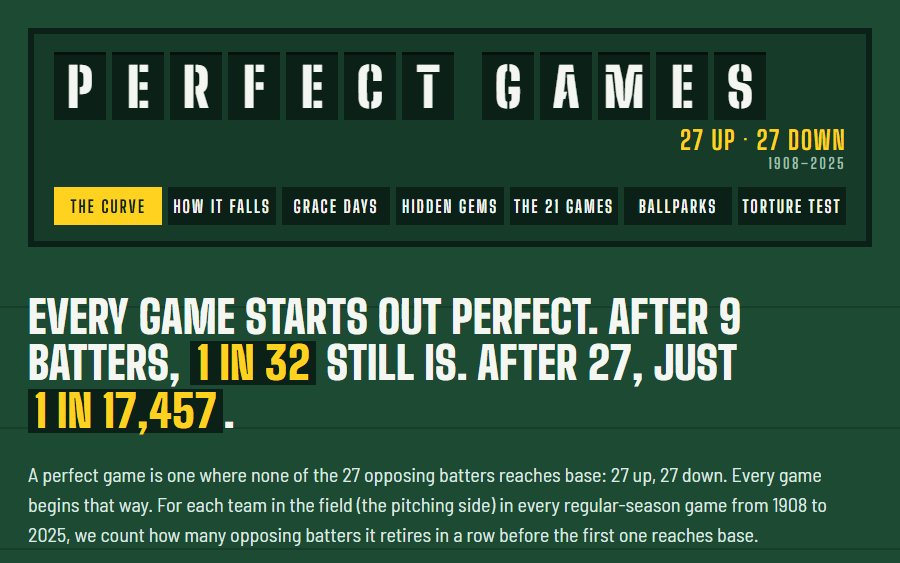 PERFECT GAMES
27 UP · 27 DOWN
1908–2025
THE CURVE HOW IT FALLS GRACE DAYS HIDDEN GEMS THE 21 GAMES BALLPARKS TORTURE TEST
EVERY GAME STARTS OUT PERFECT. AFTER 9
BATTERS, 1 IN 32 STILL IS. AFTER 27, JUST
1 IN 17,457.
A perfect game is one where none of the 27 opposing batters reaches base: 27 up, 27 down. Every game
begins that way. For each team in the field (the pitching side) in every regular-season game from 1908 to
2025, we count how many opposing batters it retires in a row before the first one reaches base.